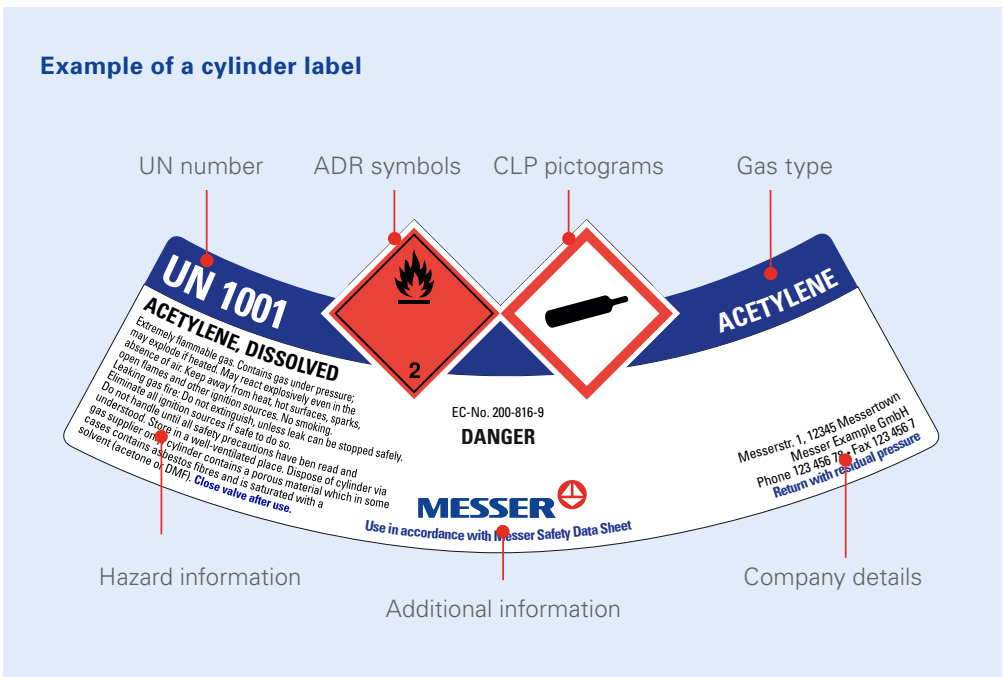 Example of a cylinder label
UN number
ADR symbols
CLP pictograms
Gas type
UN 1001
ACETYLENE
ACETYLENE, DISSOLVED
Extremely flammable gas. Contains gas under pressure;
may explode if heated. May react explosively even in the
absence of air. Keep away from heat, hot surfaces, sparks,
open flames and other ignition sources. No smoking.
Leaking gas fire: Do not extinguish, unless leak can be stopped safely.
Eliminate all ignition sources if safe to do so.
Do not handle until all safety precautions have ben read and
understood. Store in a well-ventilated place. Dispose of cylinder via
gas supplier only cylinder contains a porous material which in some
cases contains asbestos fibres and is saturated with a
solvent (acetone or DMF). Close valve after use.
2
EC-No. 200-816-9
DANGER
MESSER
Use in accordance with Messer Safety Data Sheet
Messerstr. 1, 12345 Messertown
Messer Example GmbH
Phone 123 456 78 • Fax 123 456 7
Return with residual pressure
Hazard information
Additional information
Company details